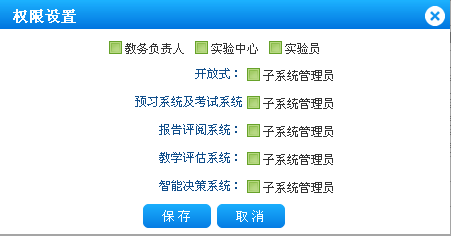 权限设置
教务负责人 实验中心 实验员
开放式： 子系统管理员
预习系统及考试系统 子系统管理员
报告评阅系统： 子系统管理员
教学评估系统： 子系统管理员
智能决策系统： 子系统管理员
保存 取消